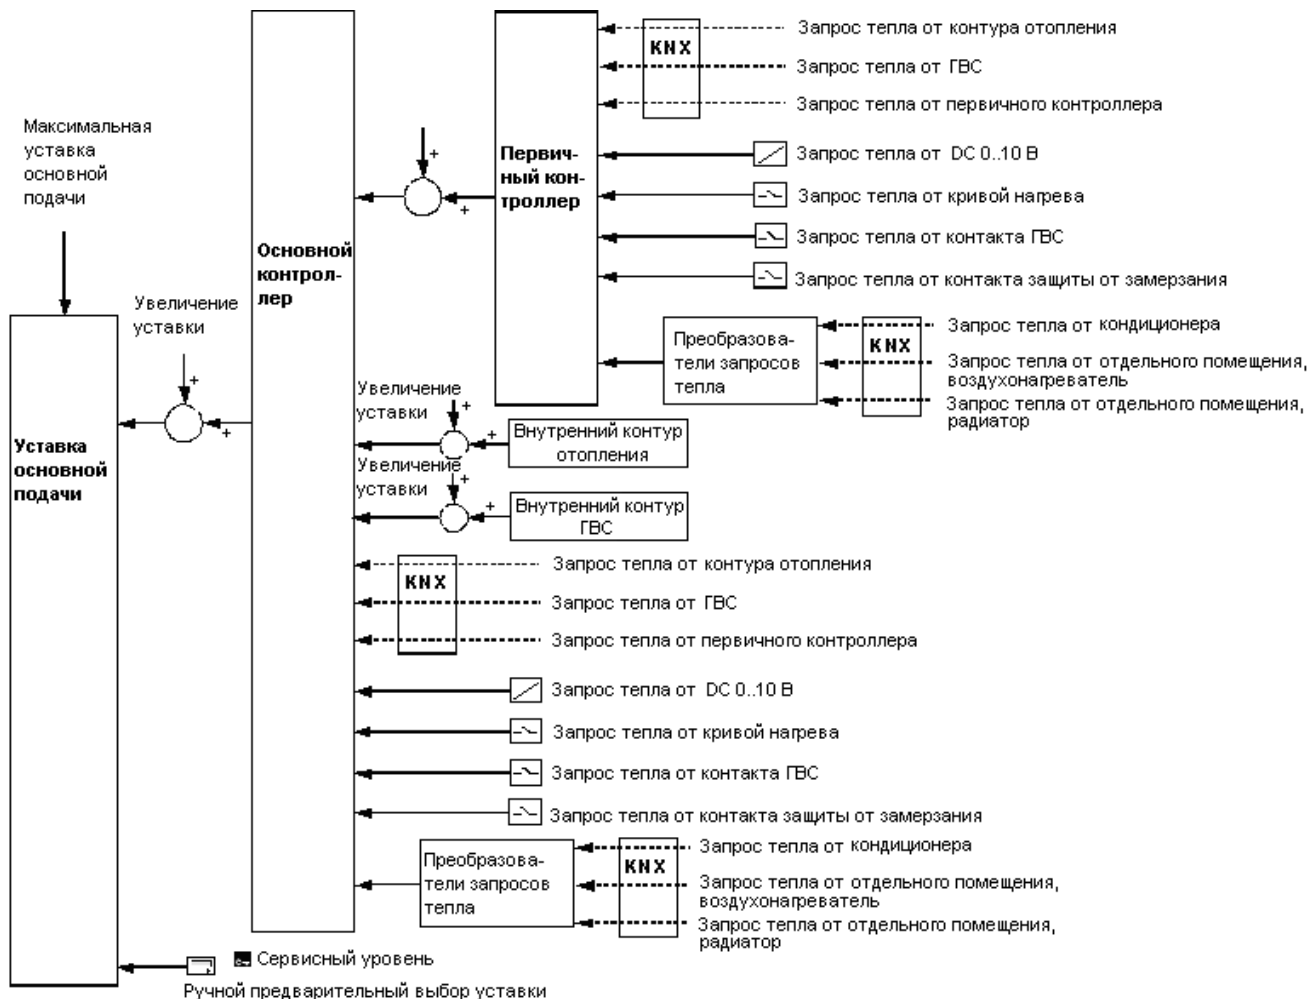 Максимальная
уставка
основной
подачи
Увеличение
уставки
+
+
Уставка
основной
подачи
Основной
контрол-
лер
+
+
Первич-
ный кон-
троллер
KNX
Запрос тепла от контура отопления
Запрос тепла от ГВС
Запрос тепла от первичного контроллера
Запрос тепла от DC 0..10 В
Запрос тепла от кривой нагрева
Запрос тепла от контакта ГВС
Запрос тепла от контакта защиты от замерзания
Преобразова-
тели запросов
тепла
KNX
Запрос тепла от кондиционера
Запрос тепла от отдельного помещения,
воздухонагреватель
Запрос тепла от отдельного помещения,
радиатор
Увеличение
уставки
+
+
Внутренний контур
отопления
Увеличение
уставки
+
+
Внутренний контур
ГВС
KNX
Запрос тепла от контура отопления
Запрос тепла от ГВС
Запрос тепла от первичного контроллера
Запрос тепла от DC 0..10 В
Запрос тепла от кривой нагрева
Запрос тепла от контакта ГВС
Запрос тепла от контакта защиты от замерзания
Преобразова-
тели запросов
тепла
KNX
Запрос тепла от кондиционера
Запрос тепла от отдельного помещения,
воздухонагреватель
Запрос тепла от отдельного помещения,
радиатор
Сервисный уровень
Ручной предварительный выбор уставки